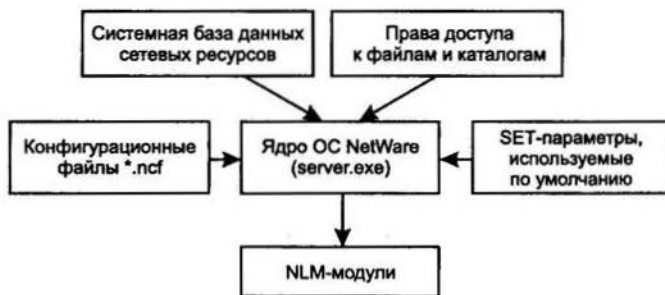 Системная база данных
сетевых ресурсов
Права доступа
к файлам и каталогам
Конфигурационные
файлы *.ncf
Ядро ОС NetWare
(server.exe)
SET-параметры,
используемые
по умолчанию
NLM-модули